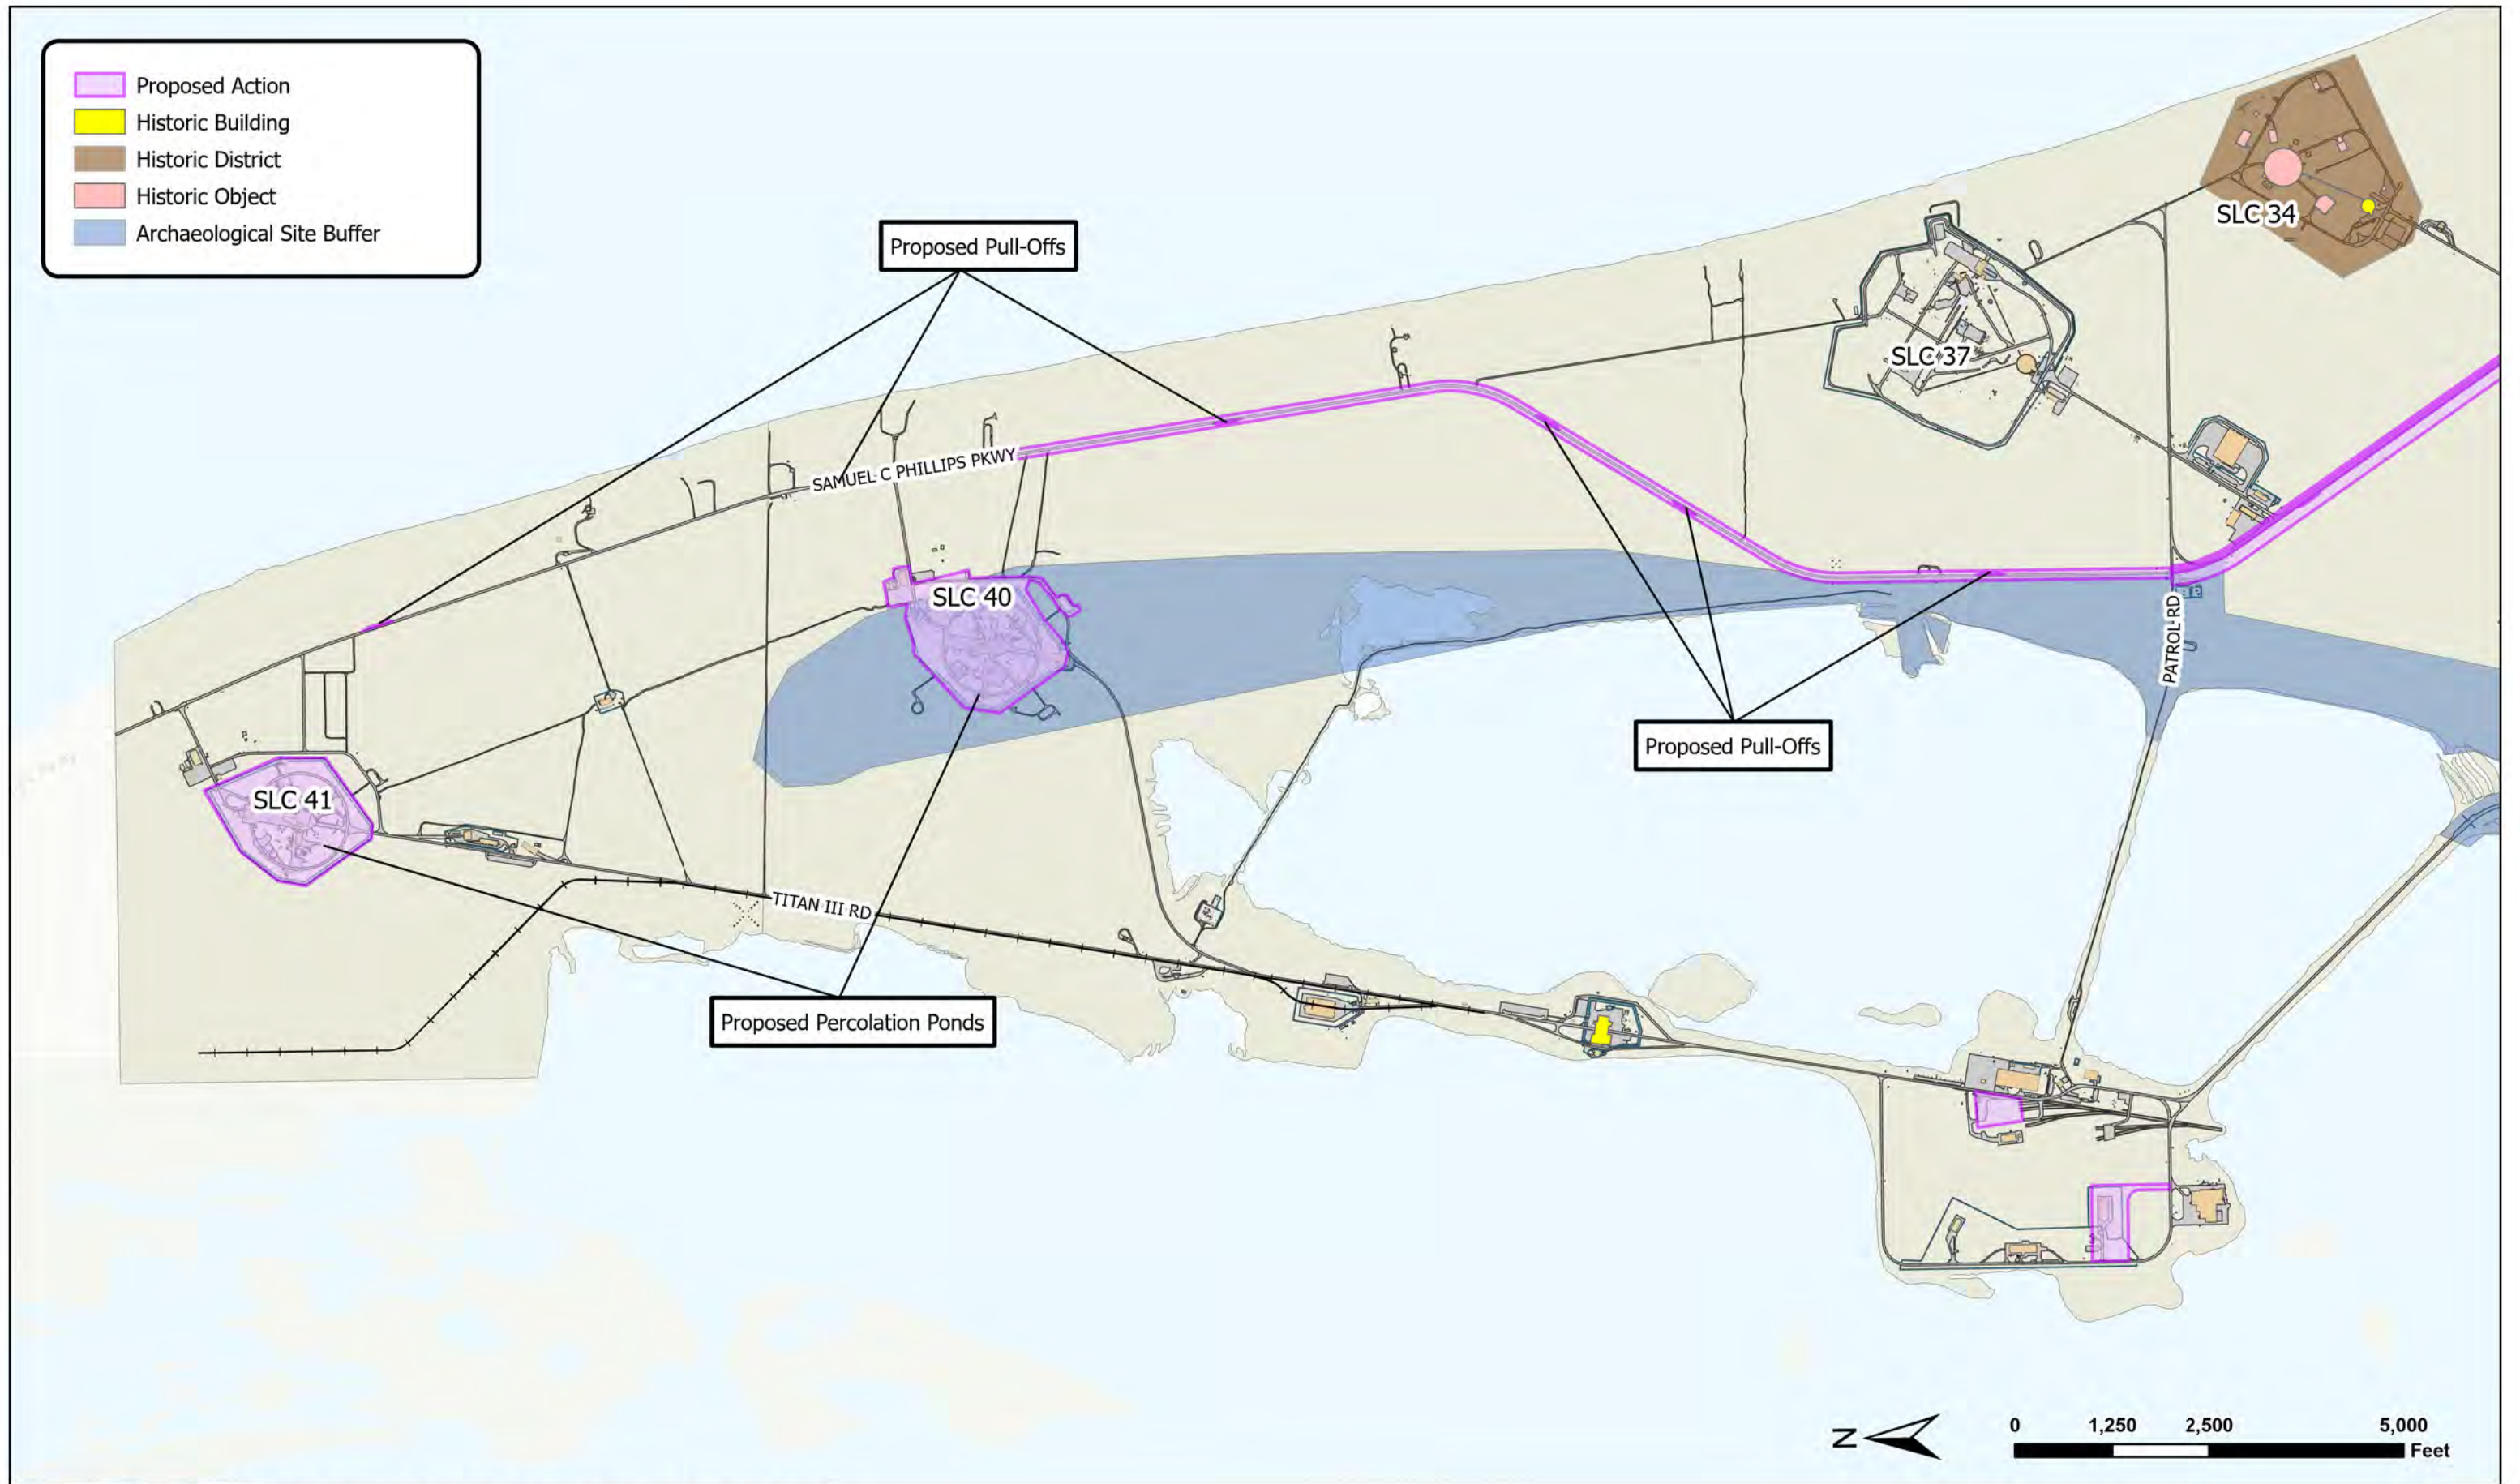 Proposed Action
Historic Building
Historic District
Historic Object
Archaeological Site Buffer
SLC 34
Proposed Pull-Offs
SLC 37
SAMUEL C PHILLIPS PKWY
SLC 40
PATROL RD
Proposed Pull-Offs
SLC 41
TITAN III RD
Proposed Percolation Ponds
N
0 1,250 2,500 5,000
Feet